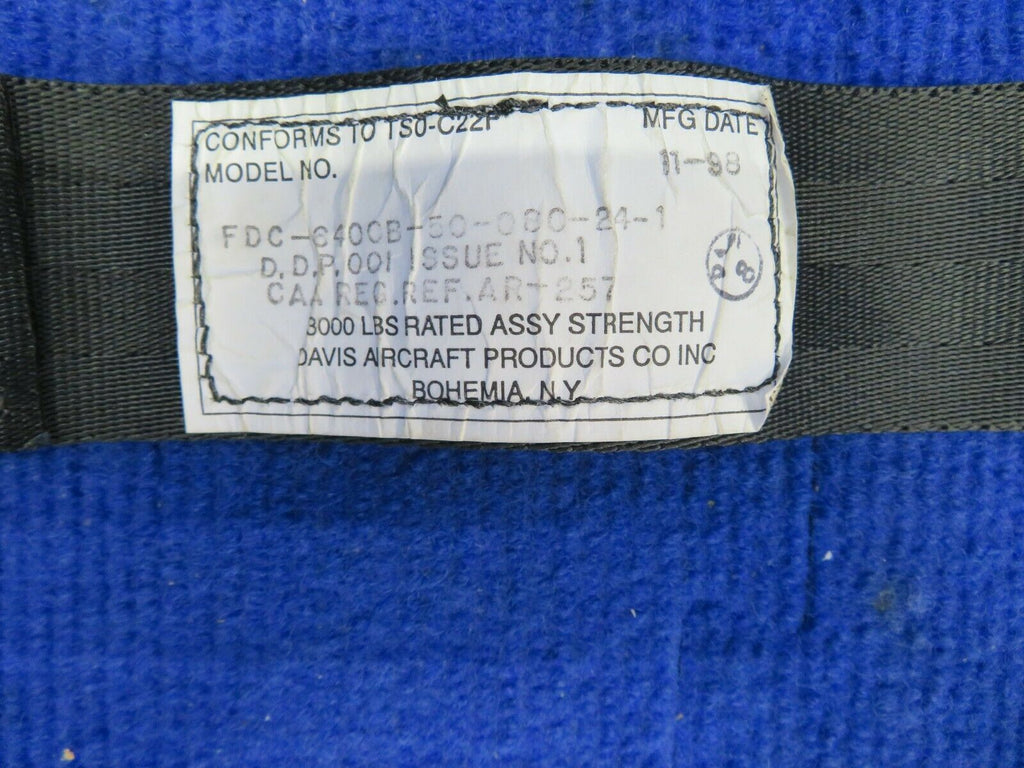 CONFORMS TO TSO-C22F MFG DATE
MODEL NO. 11-98
FDC-6400B-50-080-24-1
D.D.P.001 ISSUE NO.1
CAA REG.REF.AR-257
3000 LBS RATED ASSY STRENGTH
DAVIS AIRCRAFT PRODUCTS CO INC
BOHEMIA, N.Y